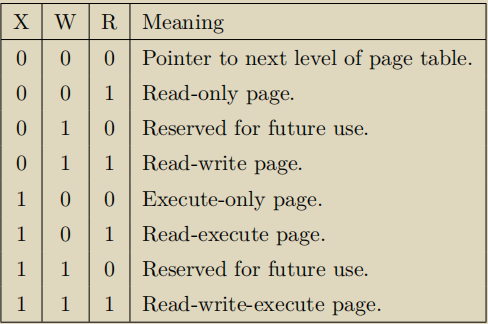 X W R Meaning
0 0 0 Pointer to next level of page table.
0 0 1 Read-only page.
0 1 0 Reserved for future use.
0 1 1 Read-write page.
1 0 0 Execute-only page.
1 0 1 Read-execute page.
1 1 0 Reserved for future use.
1 1 1 Read-write-execute page.